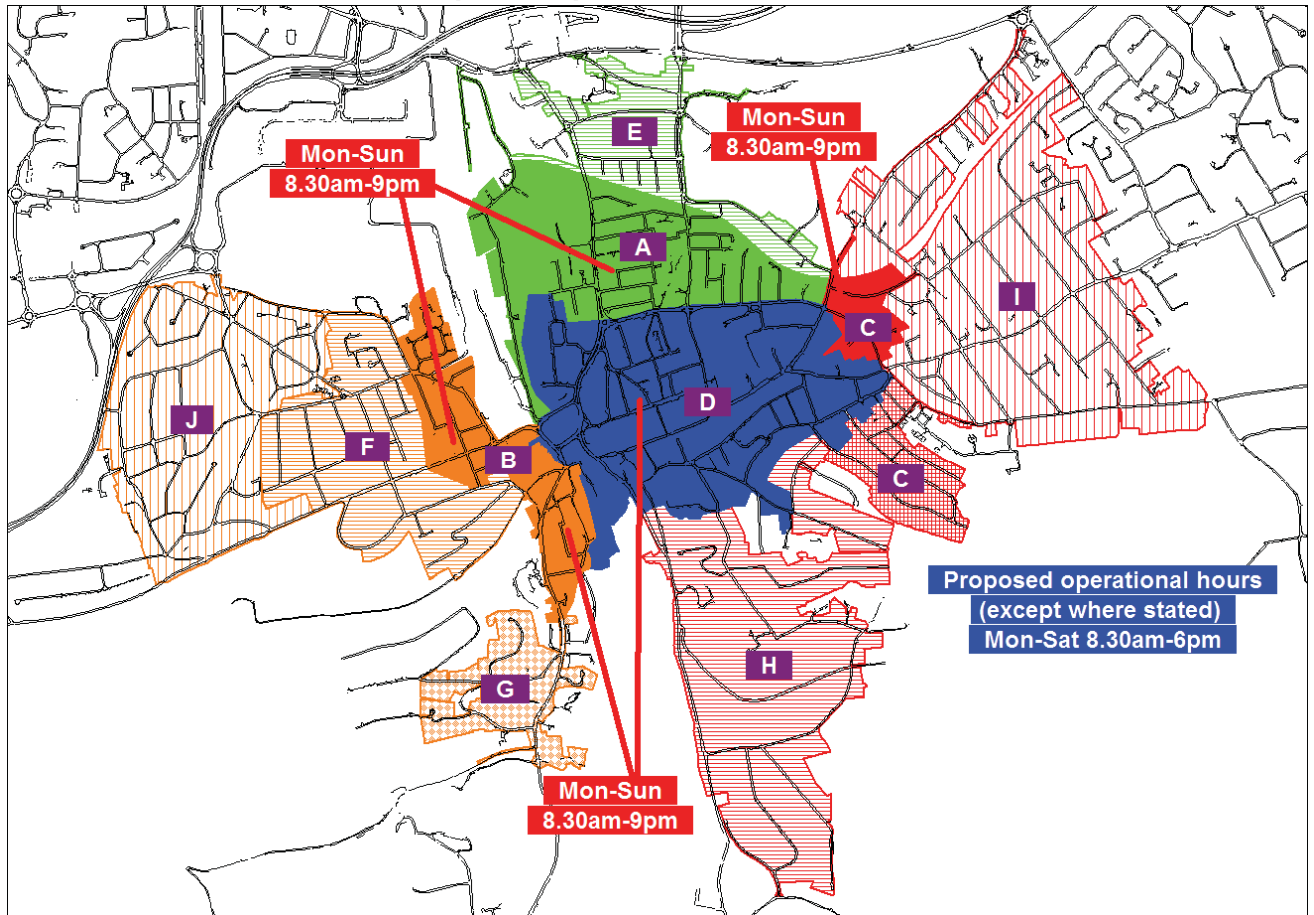 E
Mon-Sun
8.30am-9pm
Mon-Sun
8.30am-9pm
A
I
C
J
F
D
B
C
Proposed operational hours
(except where stated)
Mon-Sat 8.30am-6pm
H
G
Mon-Sun
8.30am-9pm